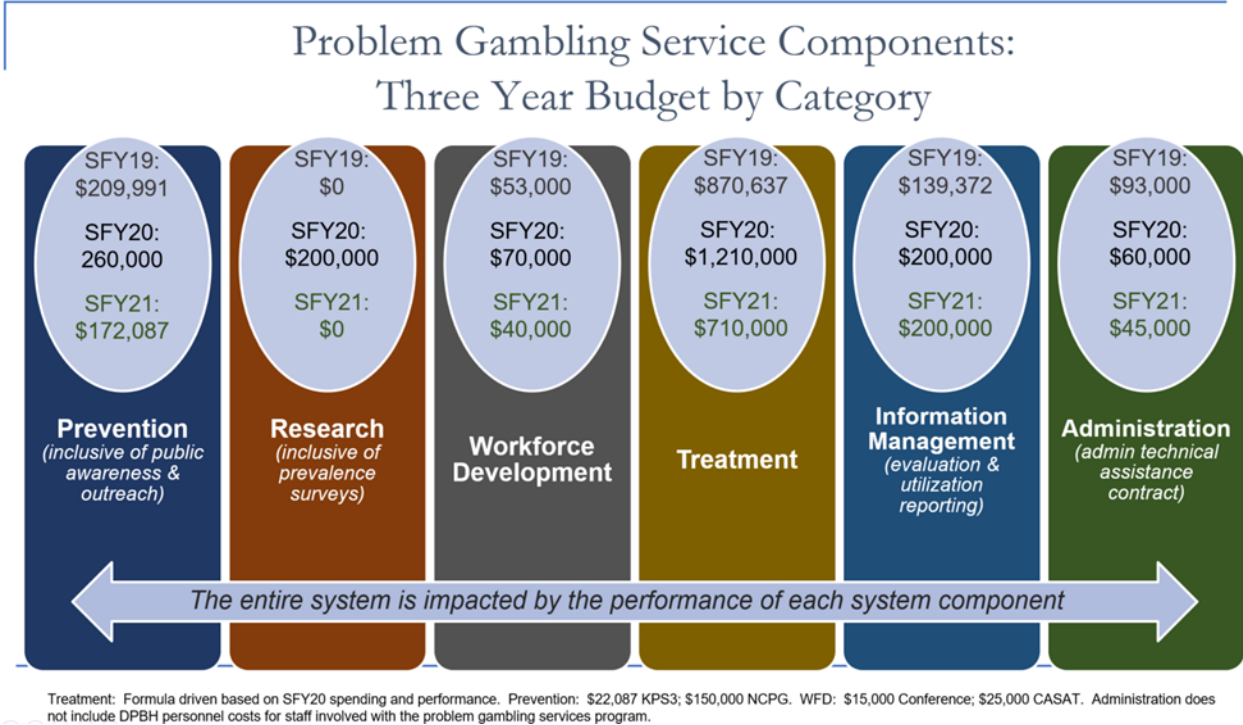 Problem Gambling Service Components:
Three Year Budget by Category
SFY19:
$209,991
SFY20:
260,000
SFY21:
$172,087
Prevention
(inclusive of public
awareness &
outreach)
SFY19:
$0
SFY20:
$200,000
SFY21:
$0
Research
(inclusive of
prevalence
surveys)
SFY19:
$53,000
SFY20:
$70,000
SFY21:
$40,000
Workforce
Development
SFY19:
$870,637
SFY20:
$1,210,000
SFY21:
$710,000
Treatment
SFY19:
$139,372
SFY20:
$200,000
SFY21:
$200,000
Information
Management
(evaluation &
utilization
reporting)
SFY19:
$93,000
SFY20:
$60,000
SFY21:
$45,000
Administration
(admin technical
assistance
contract)
The entire system is impacted by the performance of each system component
Treatment: Formula driven based on SFY20 spending and performance. Prevention: $22,087 KPS3; $150,000 NCPG. WFD: $15,000 Conference; $25,000 CASAT. Administration does
not include DPBH personnel costs for staff involved with the problem gambling services program.